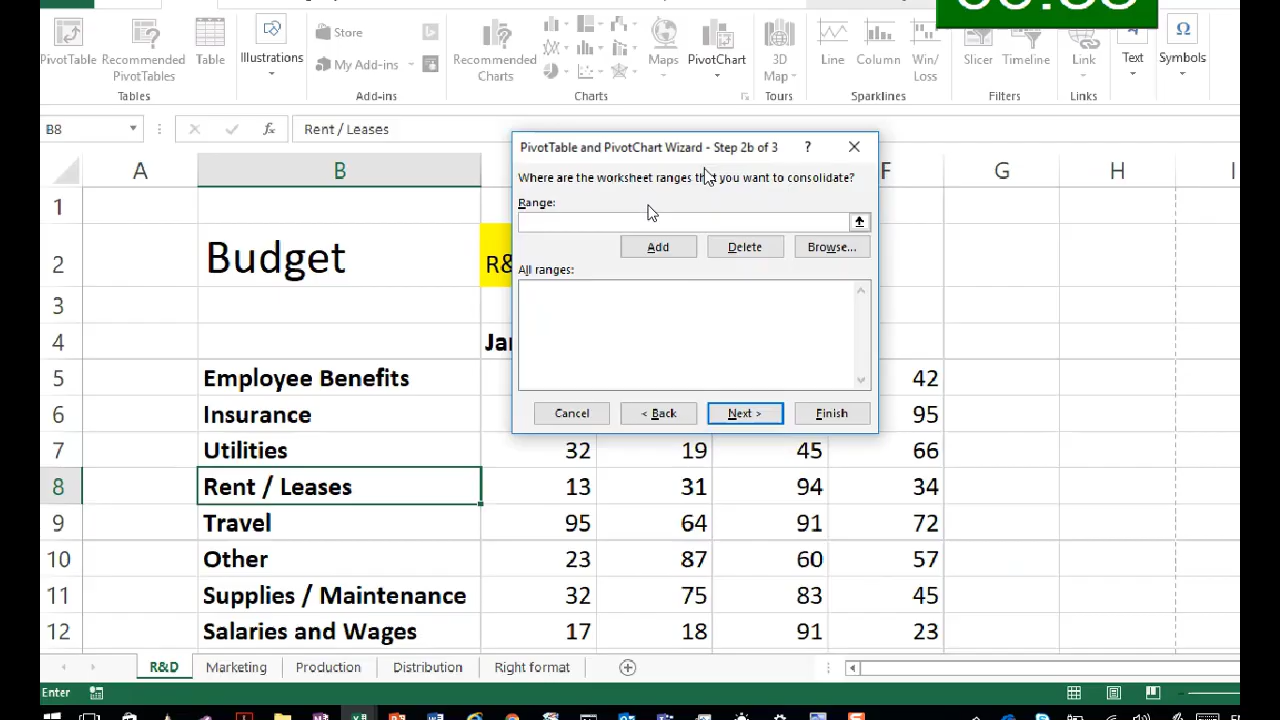 Store
My Add-ins
PivotTable
Recommended
PivotTables
Table
Illustrations
Recommended
Charts
Maps
PivotChart
3D
Map
Line
Column
Win/
Loss
Slicer
Timeline
Link
Text
Symbols
Tables
Add-ins
Charts
Tours
Sparklines
Filters
Links
B8
fx
Rent / Leases
PivotTable and PivotChart Wizard - Step 2b of 3
?
Where are the worksheet ranges that you want to consolidate?
Range:
Add
Delete
Browse...
All ranges:
Cancel
< Back
Next >
Finish
A
B
F
G
H
I
1
2 Budget R&
3
4 Jan
5 Employee Benefits 42
6 Insurance 95
7 Utilities 32 19 45 66
8 Rent / Leases 13 31 94 34
9 Travel 95 64 91 72
10 Other 23 87 60 57
11 Supplies / Maintenance 32 75 83 45
12 Salaries and Wages 17 18 91 23
R&D
Marketing
Production
Distribution
Right format
Enter